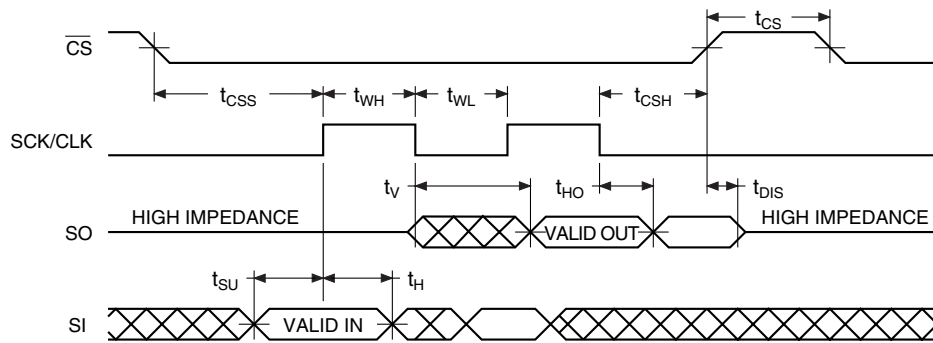 tCS
CS
tCSS tWH tWL tCSH
SCK/CLK
tV tHO tDIS
HIGH IMPEDANCE HIGH IMPEDANCE
SO VALID OUT
tSU tH
SI VALID IN